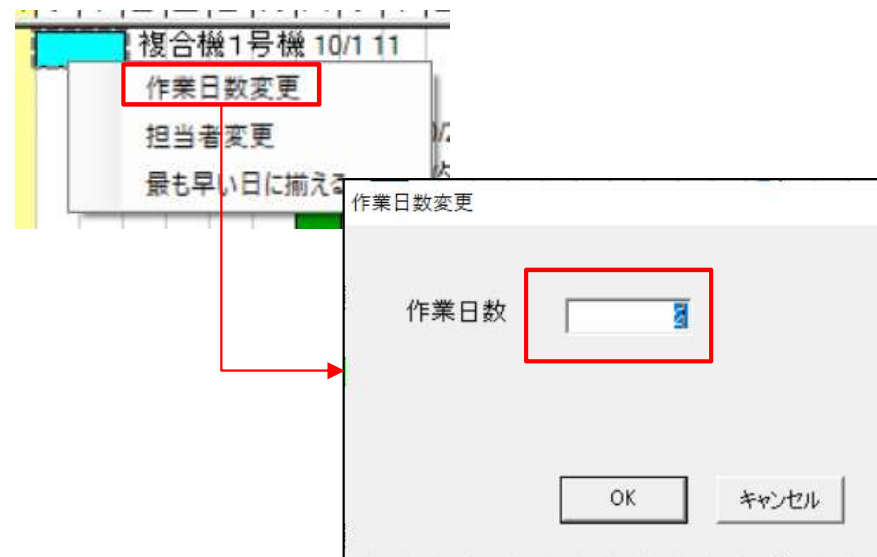 複合機1号機 10/1 11
作業日数変更
担当者変更
最も早い日に揃える
作業日数変更
作業日数
OK
キャンセル